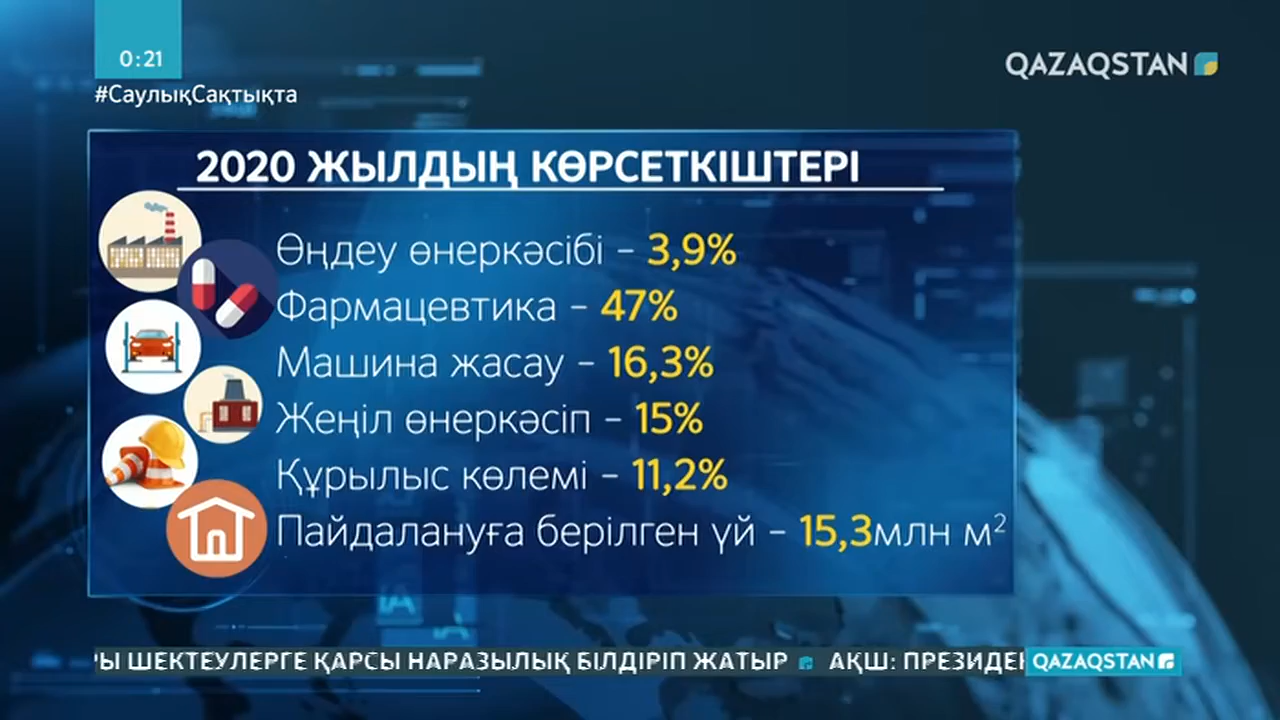 0:21
QAZAQSTAN
#СаулықСақтықта
2020 ЖЫЛДЫҢ КӨРСЕТКІШТЕРІ
Өңдеу өнеркәсібі – 3,9%
Фармацевтика – 47%
Машина жасау – 16,3%
Жеңіл өнеркәсіп – 15%
Құрылыс көлемі – 11,2%
Пайдалануға берілген үй – 15,3млн м²
ШЕКТЕУЛЕРГЕ ҚАРСЫ НАРАЗЫЛЫҚ БІЛДІРІП ЖАТЫР АҚШ: QAZAQSTAN